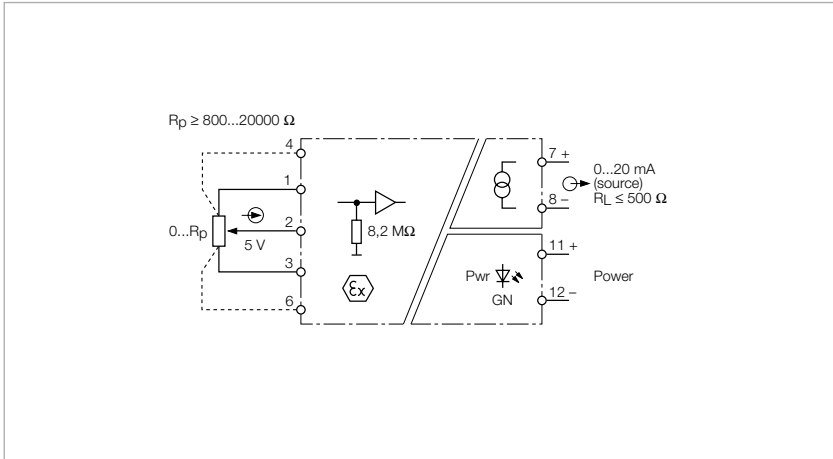 Rp ≥ 800...20000 Ω
4
1
2
3
6
0...Rp
5 V
8,2 MΩ
Ex
7 +
8 –
0...20 mA
(source)
RL ≤ 500 Ω
11 +
12 –
Pwr
GN
Power